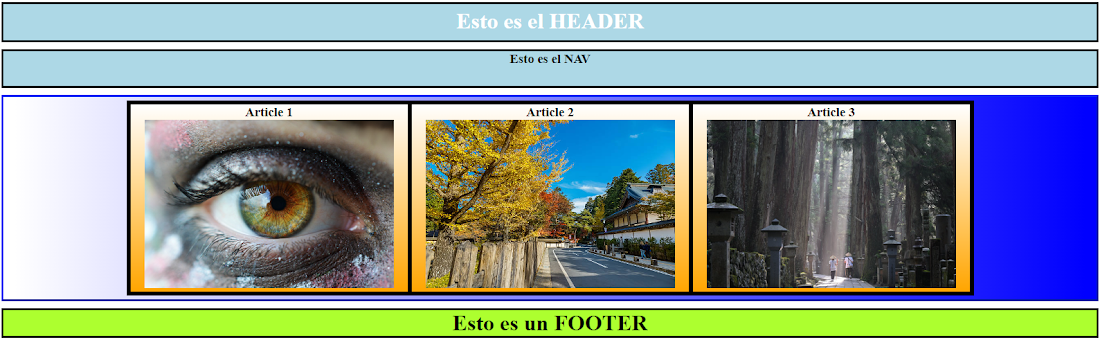 Esto es el HEADER
Esto es el NAV
Article 1
Article 2
Article 3
Esto es un FOOTER